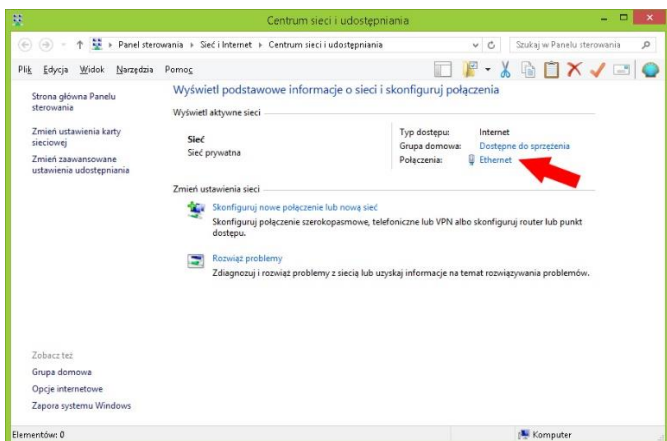 Centrum sieci i udostępniania
Panel sterowania ▸ Sieć i Internet ▸ Centrum sieci i udostępniania
Szukaj w Panelu sterowania
Plik Edycja Widok Narzędzia Pomoc
Strona główna Panelu
sterowania
Zmień ustawienia karty
sieciowej
Zmień zaawansowane
ustawienia udostępniania
Wyświetl podstawowe informacje o sieci i skonfiguruj połączenia
Wyświetl aktywne sieci
Sieć
Sieć prywatna
Typ dostępu: Internet
Grupa domowa: Dostępne do sprzężenia
Połączenia: Ethernet
Zmień ustawienia sieci
Skonfiguruj nowe połączenie lub nową sieć
Skonfiguruj połączenie szerokopasmowe, telefoniczne lub VPN albo skonfiguruj router lub punkt
dostępu.
Rozwiąż problemy
Zdiagnozuj i rozwiąż problemy z siecią lub uzyskaj informacje na temat rozwiązywania problemów.
Zobacz też
Grupa domowa
Opcje internetowe
Zapora systemu Windows
Elementów: 0
Komputer